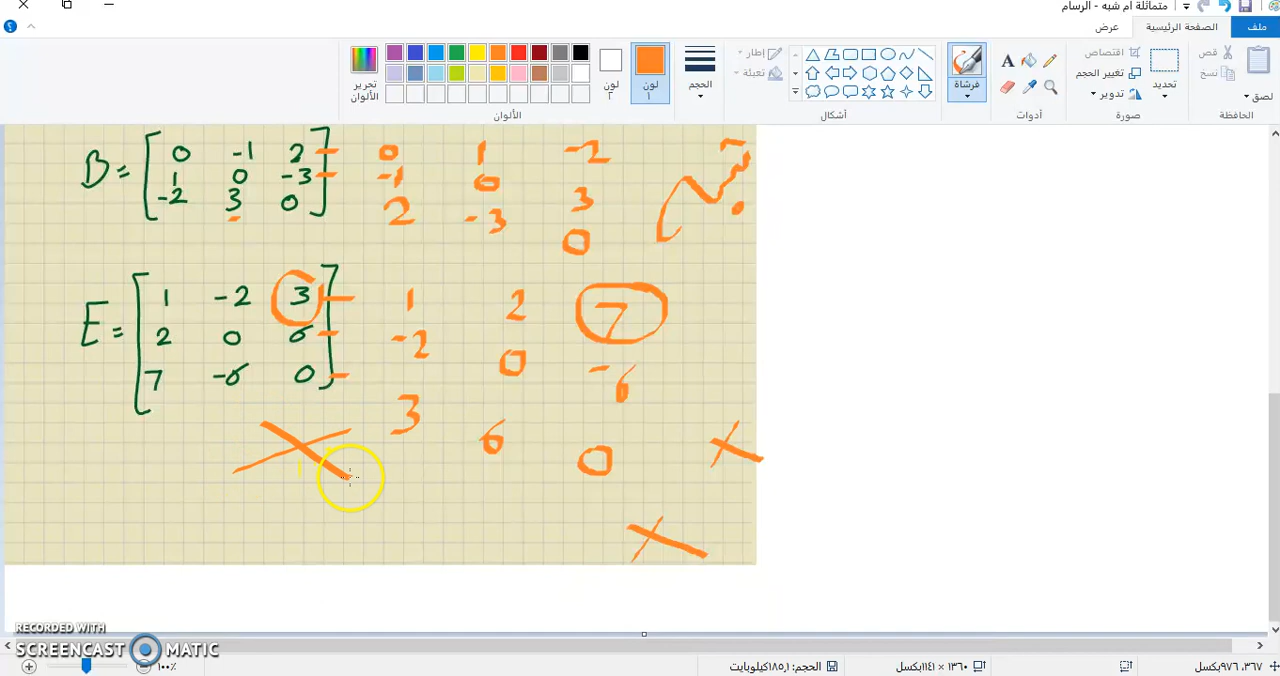 متماثلة ام شبه - الرسام
ملف
الصفحة الرئيسية
عرض
لصق
قص
نسخ
الحافظة
تحديد
اقتصاص
تغيير الحجم
تدوير
صورة
A
أدوات
فرشاة
إطار
تعبئة
أشكال
الحجم
لون
١
لون
٢
تحرير
الألوان
الألوان
B = 0 -1 2
1 0 -3
-2 3 0
0 1 -2
-1 0 3
2 -3 0
?
E = 1 -2 3
2 0 6
7 -6 0
1 2 7
-2 0 -6
3 6 0
RECORDED WITH
SCREENCAST MATIC
١٠٠٪
الحجم: ١٨٥,١كيلوبايت
١٣٦٠ × ١١٤١بكسل
٣٦٧, ٩٧٦بكسل